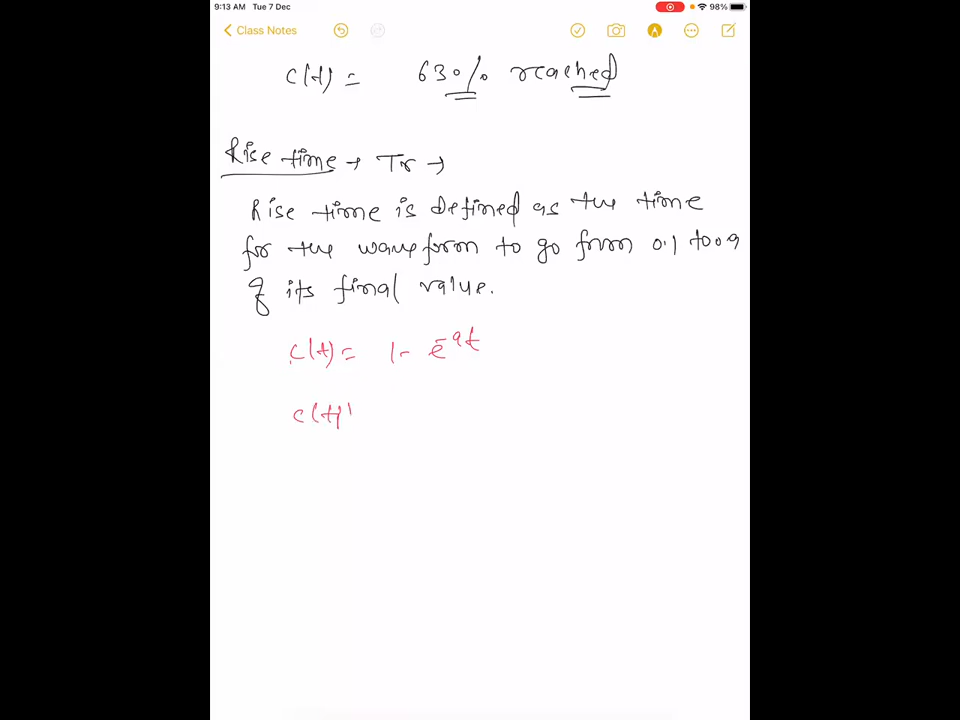 9:13 AM Tue 7 Dec
98%
Class Notes
c(t) = 63% reached
Rise time → Tr →
Rise time is defined as the time
for the waveform to go from 0.1 to 0.9
of its final value.
c(t) = 1 - e^-at
c(t)